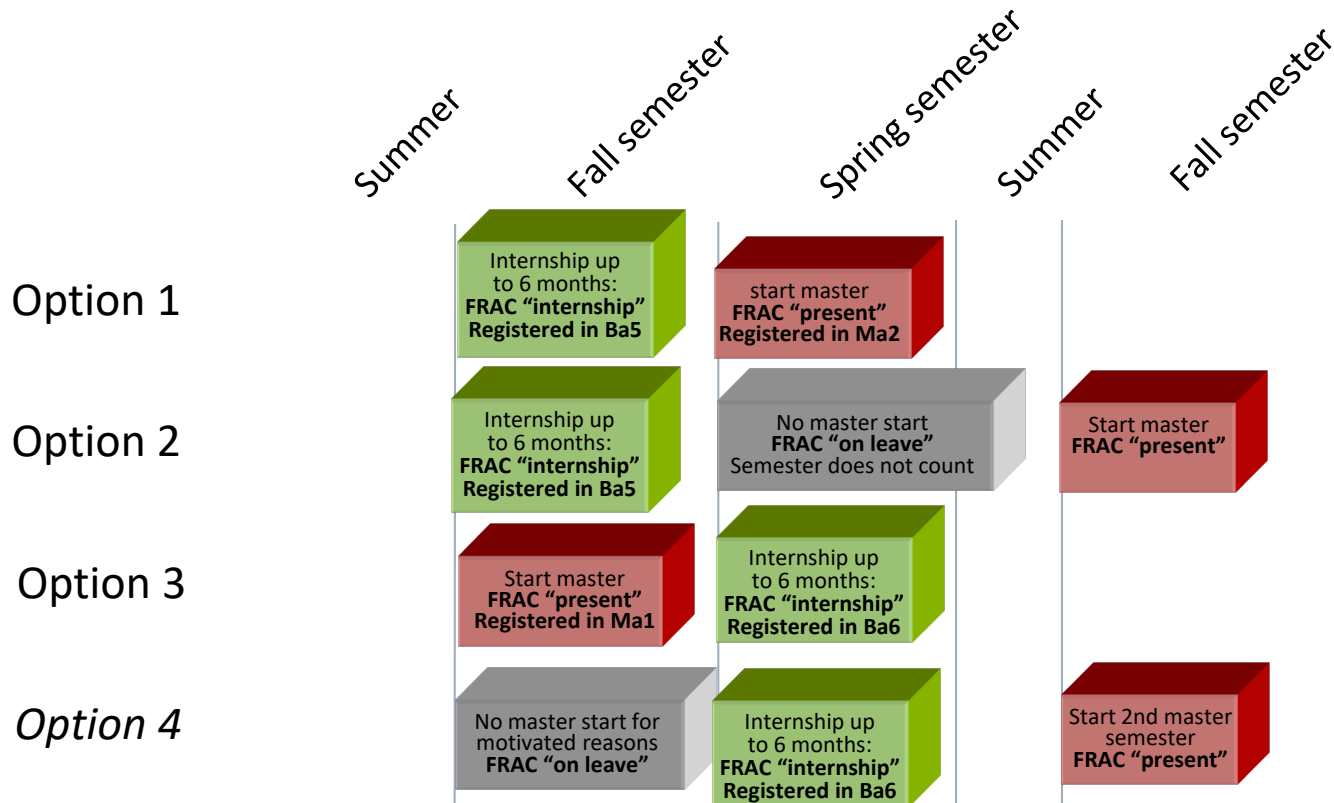 Summer
Fall semester
Spring semester
Summer
Fall semester
Option 1
Internship up
to 6 months:
FRAC “internship”
Registered in Ba5
start master
FRAC “present”
Registered in Ma2
Option 2
Internship up
to 6 months:
FRAC “internship”
Registered in Ba5
No master start
FRAC “on leave”
Semester does not count
Start master
FRAC “present”
Option 3
Start master
FRAC “present”
Registered in Ma1
Internship up
to 6 months:
FRAC “internship”
Registered in Ba6
Option 4
No master start for
motivated reasons
FRAC “on leave”
Internship up
to 6 months:
FRAC “internship”
Registered in Ba6
Start 2nd master
semester
FRAC “present”